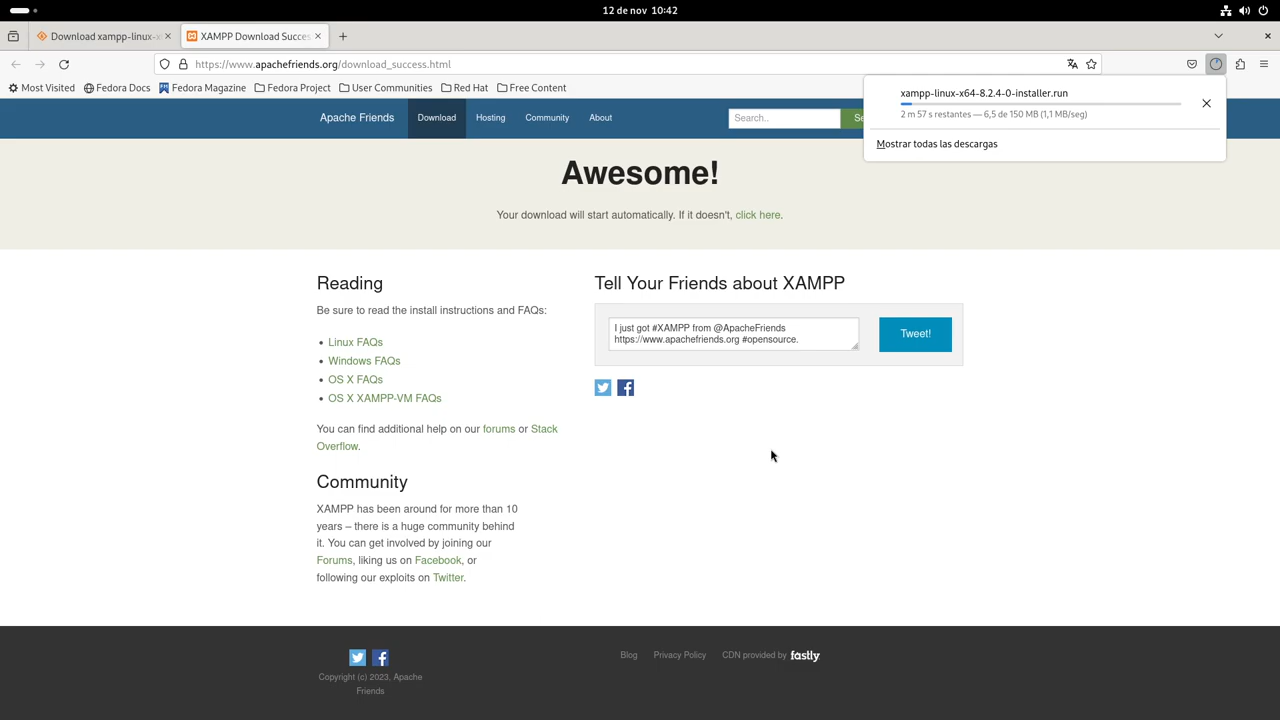 12 de nov 10:42
Download xampp-linux-x
XAMPP Download Succes
https://www.apachefriends.org/download_success.html
Most Visited
Fedora Docs
Fedora Magazine
Fedora Project
User Communities
Red Hat
Free Content
xampp-linux-x64-8.2.4-0-installer.run
2 m 57 s restantes — 6,5 de 150 MB (1,1 MB/seg)
Mostrar todas las descargas
Apache Friends
Download
Hosting
Community
About
Search..
Se
Awesome!
Your download will start automatically. If it doesn't, click here.
Reading
Be sure to read the install instructions and FAQs:
Linux FAQs
Windows FAQs
OS X FAQs
OS X XAMPP-VM FAQs
You can find additional help on our forums or Stack
Overflow.
Community
XAMPP has been around for more than 10
years – there is a huge community behind
it. You can get involved by joining our
Forums, liking us on Facebook, or
following our exploits on Twitter.
Tell Your Friends about XAMPP
I just got #XAMPP from @ApacheFriends
https://www.apachefriends.org #opensource.
Tweet!
Copyright (c) 2023, Apache
Friends
Blog
Privacy Policy
CDN provided by fastly